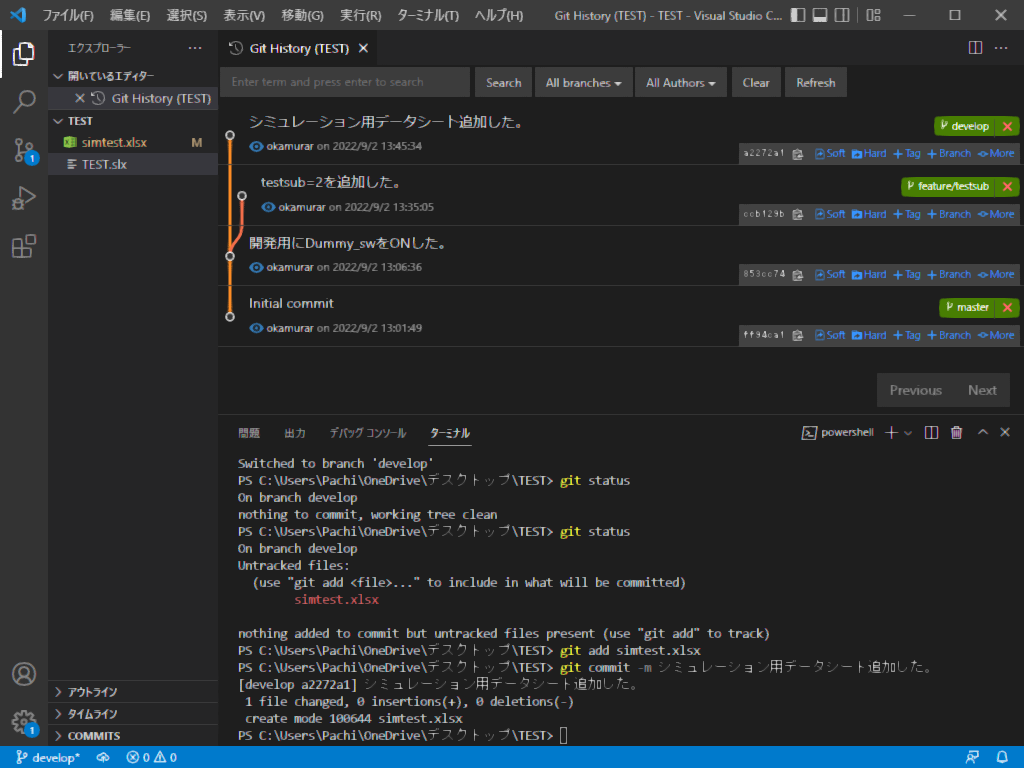 ファイル(F) 編集(E) 選択(S) 表示(V) 移動(G) 実行(R) ターミナル(T) ヘルプ(H) Git History (TEST) - TEST - Visual Studio C...
エクスプローラー ...
Git History (TEST)
開いているエディター
Git History (TEST)
TEST
simtest.xlsx M
TEST.slx
Enter term and press enter to search Search All branches All Authors Clear Refresh
シミュレーション用データシート追加した。
develop
okamurar on 2022/9/2 13:45:34
a2272a1 Soft Hard Tag Branch More
testsub=2を追加した。
feature/testsub
okamurar on 2022/9/2 13:35:05
ccb129b Soft Hard Tag Branch More
開発用にDummy_swをONした。
okamurar on 2022/9/2 13:06:36
853cc74 Soft Hard Tag Branch More
Initial commit
master
okamurar on 2022/9/2 13:01:49
ff94ca1 Soft Hard Tag Branch More
Previous Next
問題 出力 デバッグ コンソール ターミナル powershell
Switched to branch 'develop'
PS C:\Users\Pachi\OneDrive\デスクトップ\TEST> git status
On branch develop
nothing to commit, working tree clean
PS C:\Users\Pachi\OneDrive\デスクトップ\TEST> git status
On branch develop
Untracked files:
(use "git add <file>..." to include in what will be committed)
simtest.xlsx
nothing added to commit but untracked files present (use "git add" to track)
PS C:\Users\Pachi\OneDrive\デスクトップ\TEST> git add simtest.xlsx
PS C:\Users\Pachi\OneDrive\デスクトップ\TEST> git commit -m シミュレーション用データシート追加した。
[develop a2272a1] シミュレーション用データシート追加した。
1 file changed, 0 insertions(+), 0 deletions(-)
create mode 100644 simtest.xlsx
PS C:\Users\Pachi\OneDrive\デスクトップ\TEST>
1
アウトライン
タイムライン
COMMITS
1
develop* 0 0